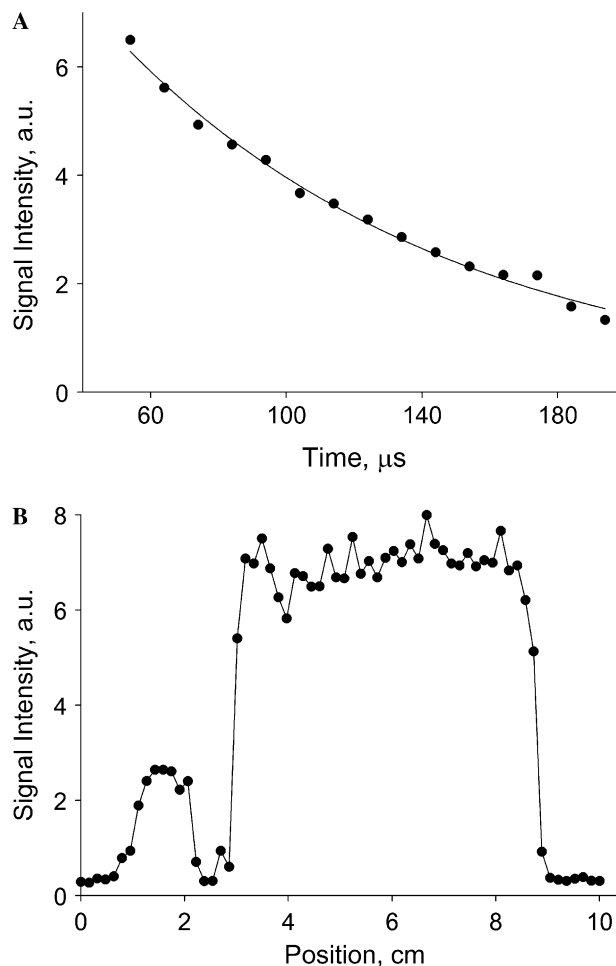 A
Signal Intensity, a.u.
6
4
2
0
60 100 140 180
Time, μs
B
Signal Intensity, a.u.
8
6
4
2
0
0 2 4 6 8 10
Position, cm